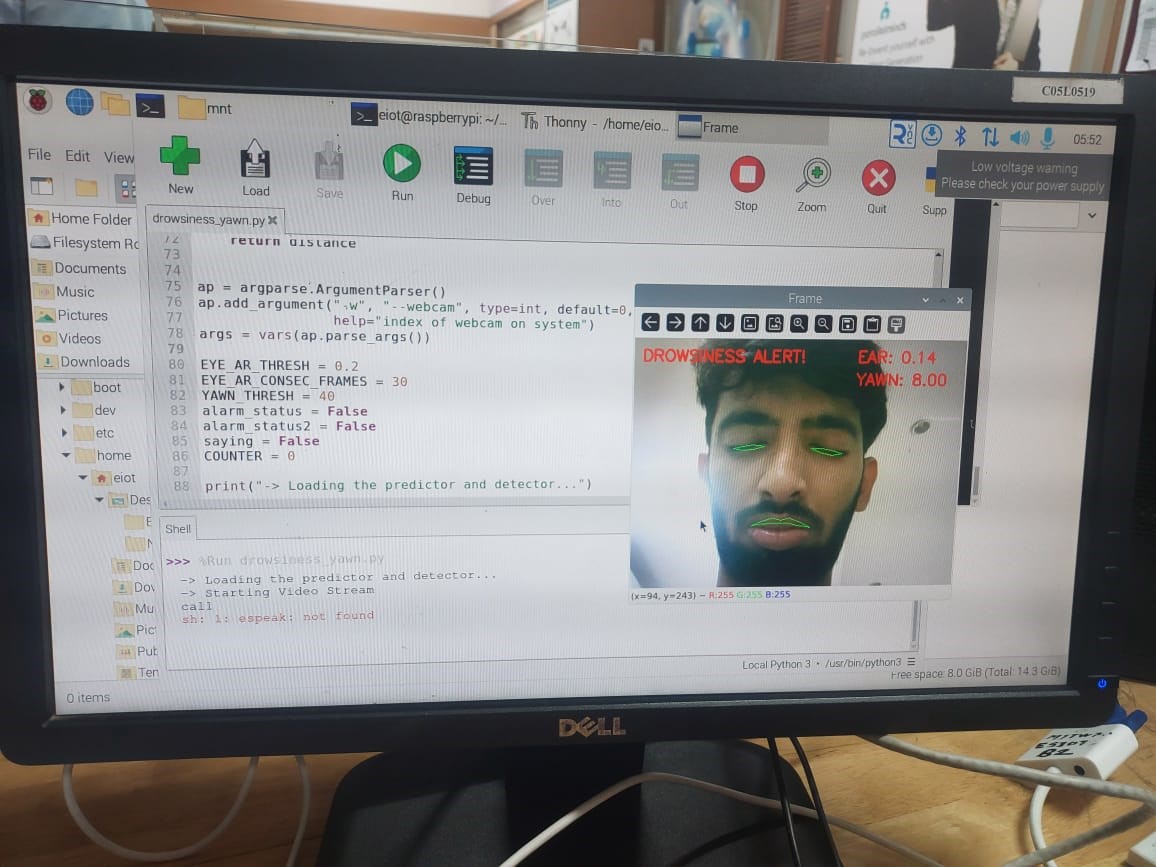 Re-invent yourself with
C05L0519
mnt
eiot@raspberrypi: ~/...
Thonny - /home/eio...
Frame
05:52
File Edit View
New
Load
Save
Run
Debug
Over
Into
Out
Stop
Zoom
Quit
Supp
Low voltage warning
Please check your power supply
Home Folder
Filesystem Ro
Documents
Music
Pictures
Videos
Downloads
boot
dev
etc
home
eiot
Des
Doc
Dov
Mu
Pic
Pub
Ten
0 items
drowsiness_yawn.py
72 return distance
73
74
75 ap = argparse.ArgumentParser()
76 ap.add_argument("-w", "--webcam", type=int, default=0,
77 help="index of webcam on system")
78 args = vars(ap.parse_args())
79
80 EYE_AR_THRESH = 0.2
81 EYE_AR_CONSEC_FRAMES = 30
82 YAWN_THRESH = 40
83 alarm_status = False
84 alarm_status2 = False
85 saying = False
86 COUNTER = 0
87
88 print("-> Loading the predictor and detector...")
Shell
>>> %Run drowsiness_yawn.py
-> Loading the predictor and detector...
-> Starting Video Stream
call
sh: 1: espeak: not found
Frame
DROWSINESS ALERT!
EAR: 0.14
YAWN: 8.00
(x=94, y=243) ~ R:255 G:255 B:255
Local Python 3 • /usr/bin/python3
Free space: 8.0 GiB (Total: 14.3 GiB)
DELL